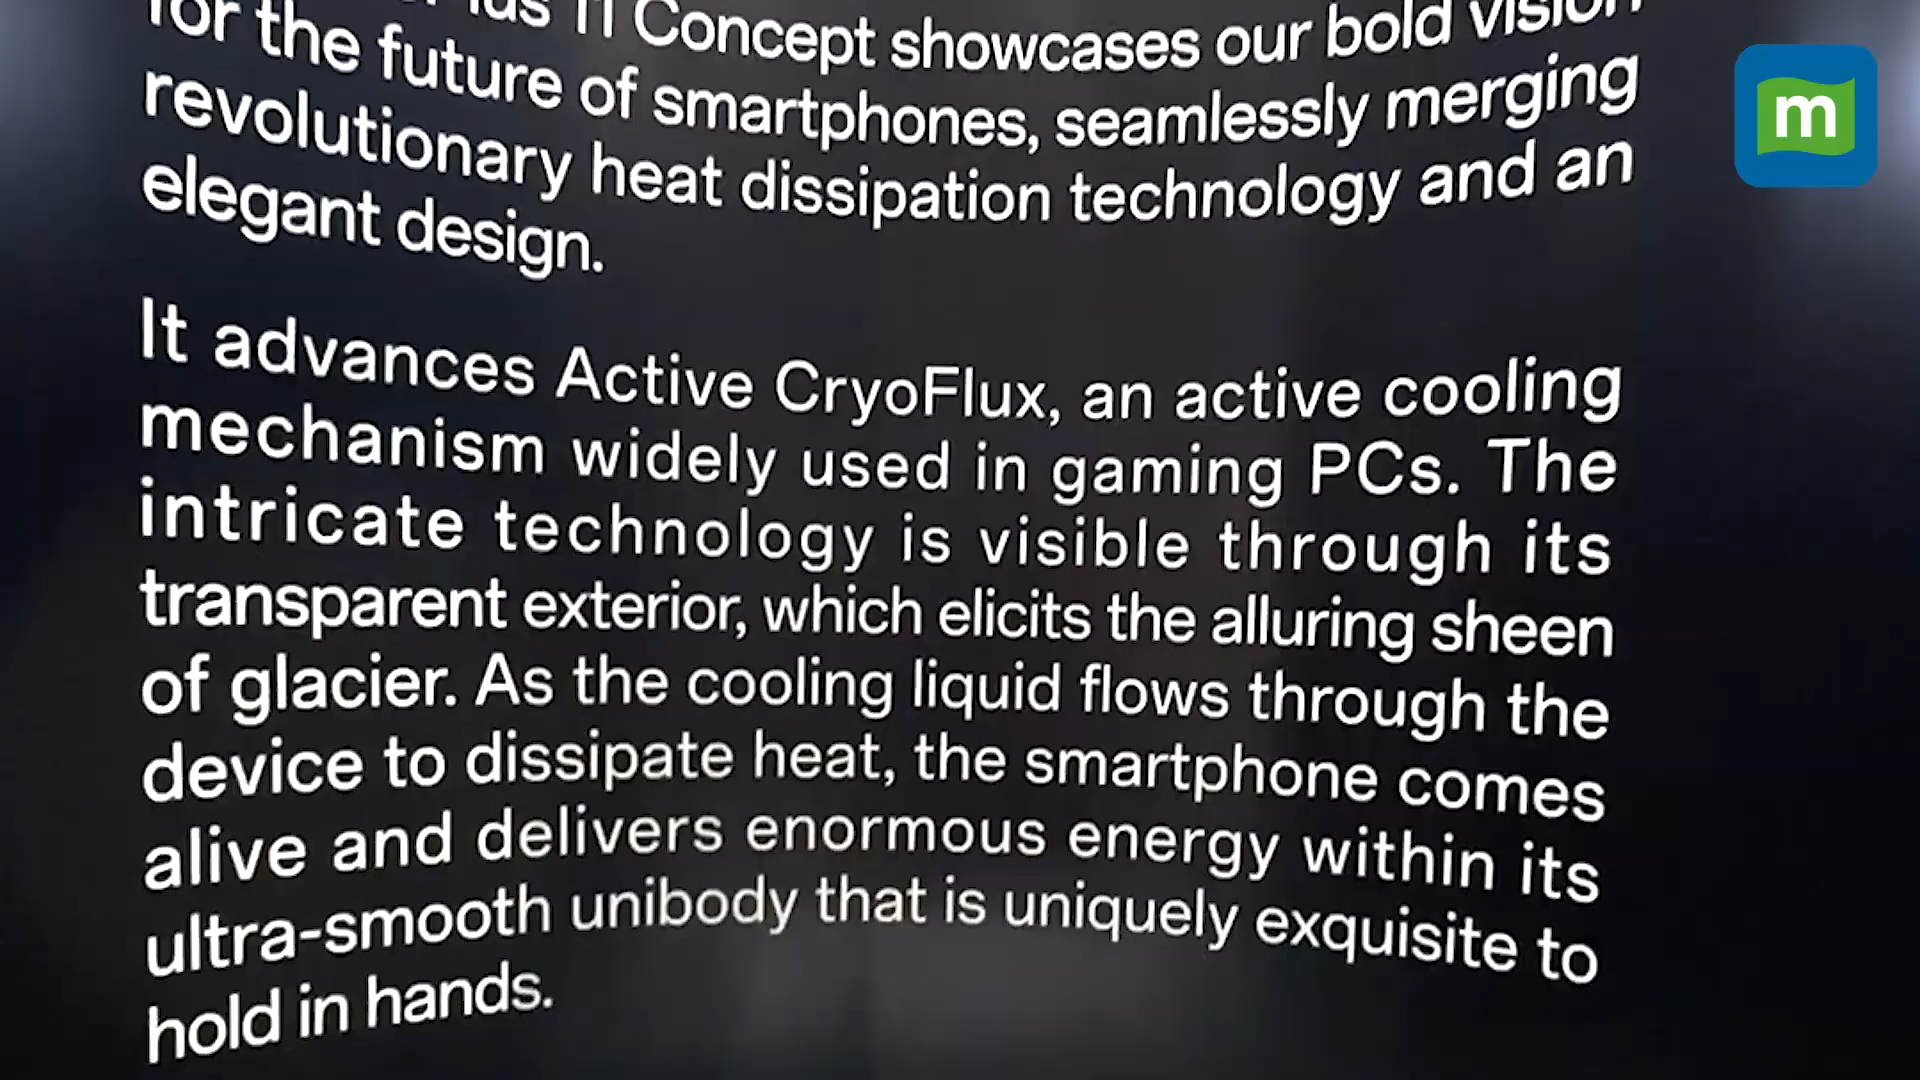 11 Concept showcases our bold vision
for the future of smartphones, seamlessly merging
revolutionary heat dissipation technology and an
elegant design.
It advances Active CryoFlux, an active cooling
mechanism widely used in gaming PCs. The
intricate technology is visible through its
transparent exterior, which elicits the alluring sheen
of glacier. As the cooling liquid flows through the
device to dissipate heat, the smartphone comes
alive and delivers enormous energy within its
ultra-smooth unibody that is uniquely exquisite to
hold in hands.
m